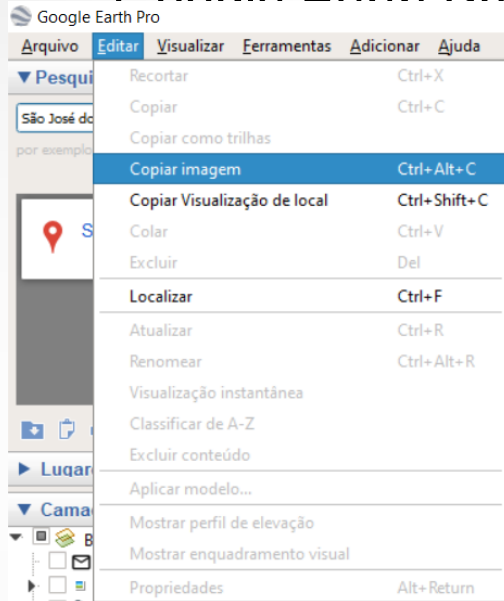 Google Earth Pro
Arquivo Editar Visualizar Ferramentas Adicionar Ajuda
Pesqui
São José do
por exemplo
S
Recortar Ctrl+X
Copiar Ctrl+C
Copiar como trilhas
Copiar imagem Ctrl+Alt+C
Copiar Visualização de local Ctrl+Shift+C
Colar Ctrl+V
Excluir Del
Localizar Ctrl+F
Atualizar Ctrl+R
Renomear Ctrl+Alt+R
Visualização instantânea
Classificar de A-Z
Excluir conteúdo
Lugar
Aplicar modelo...
Cama
Mostrar perfil de elevação
B
Mostrar enquadramento visual
Propriedades Alt+Return